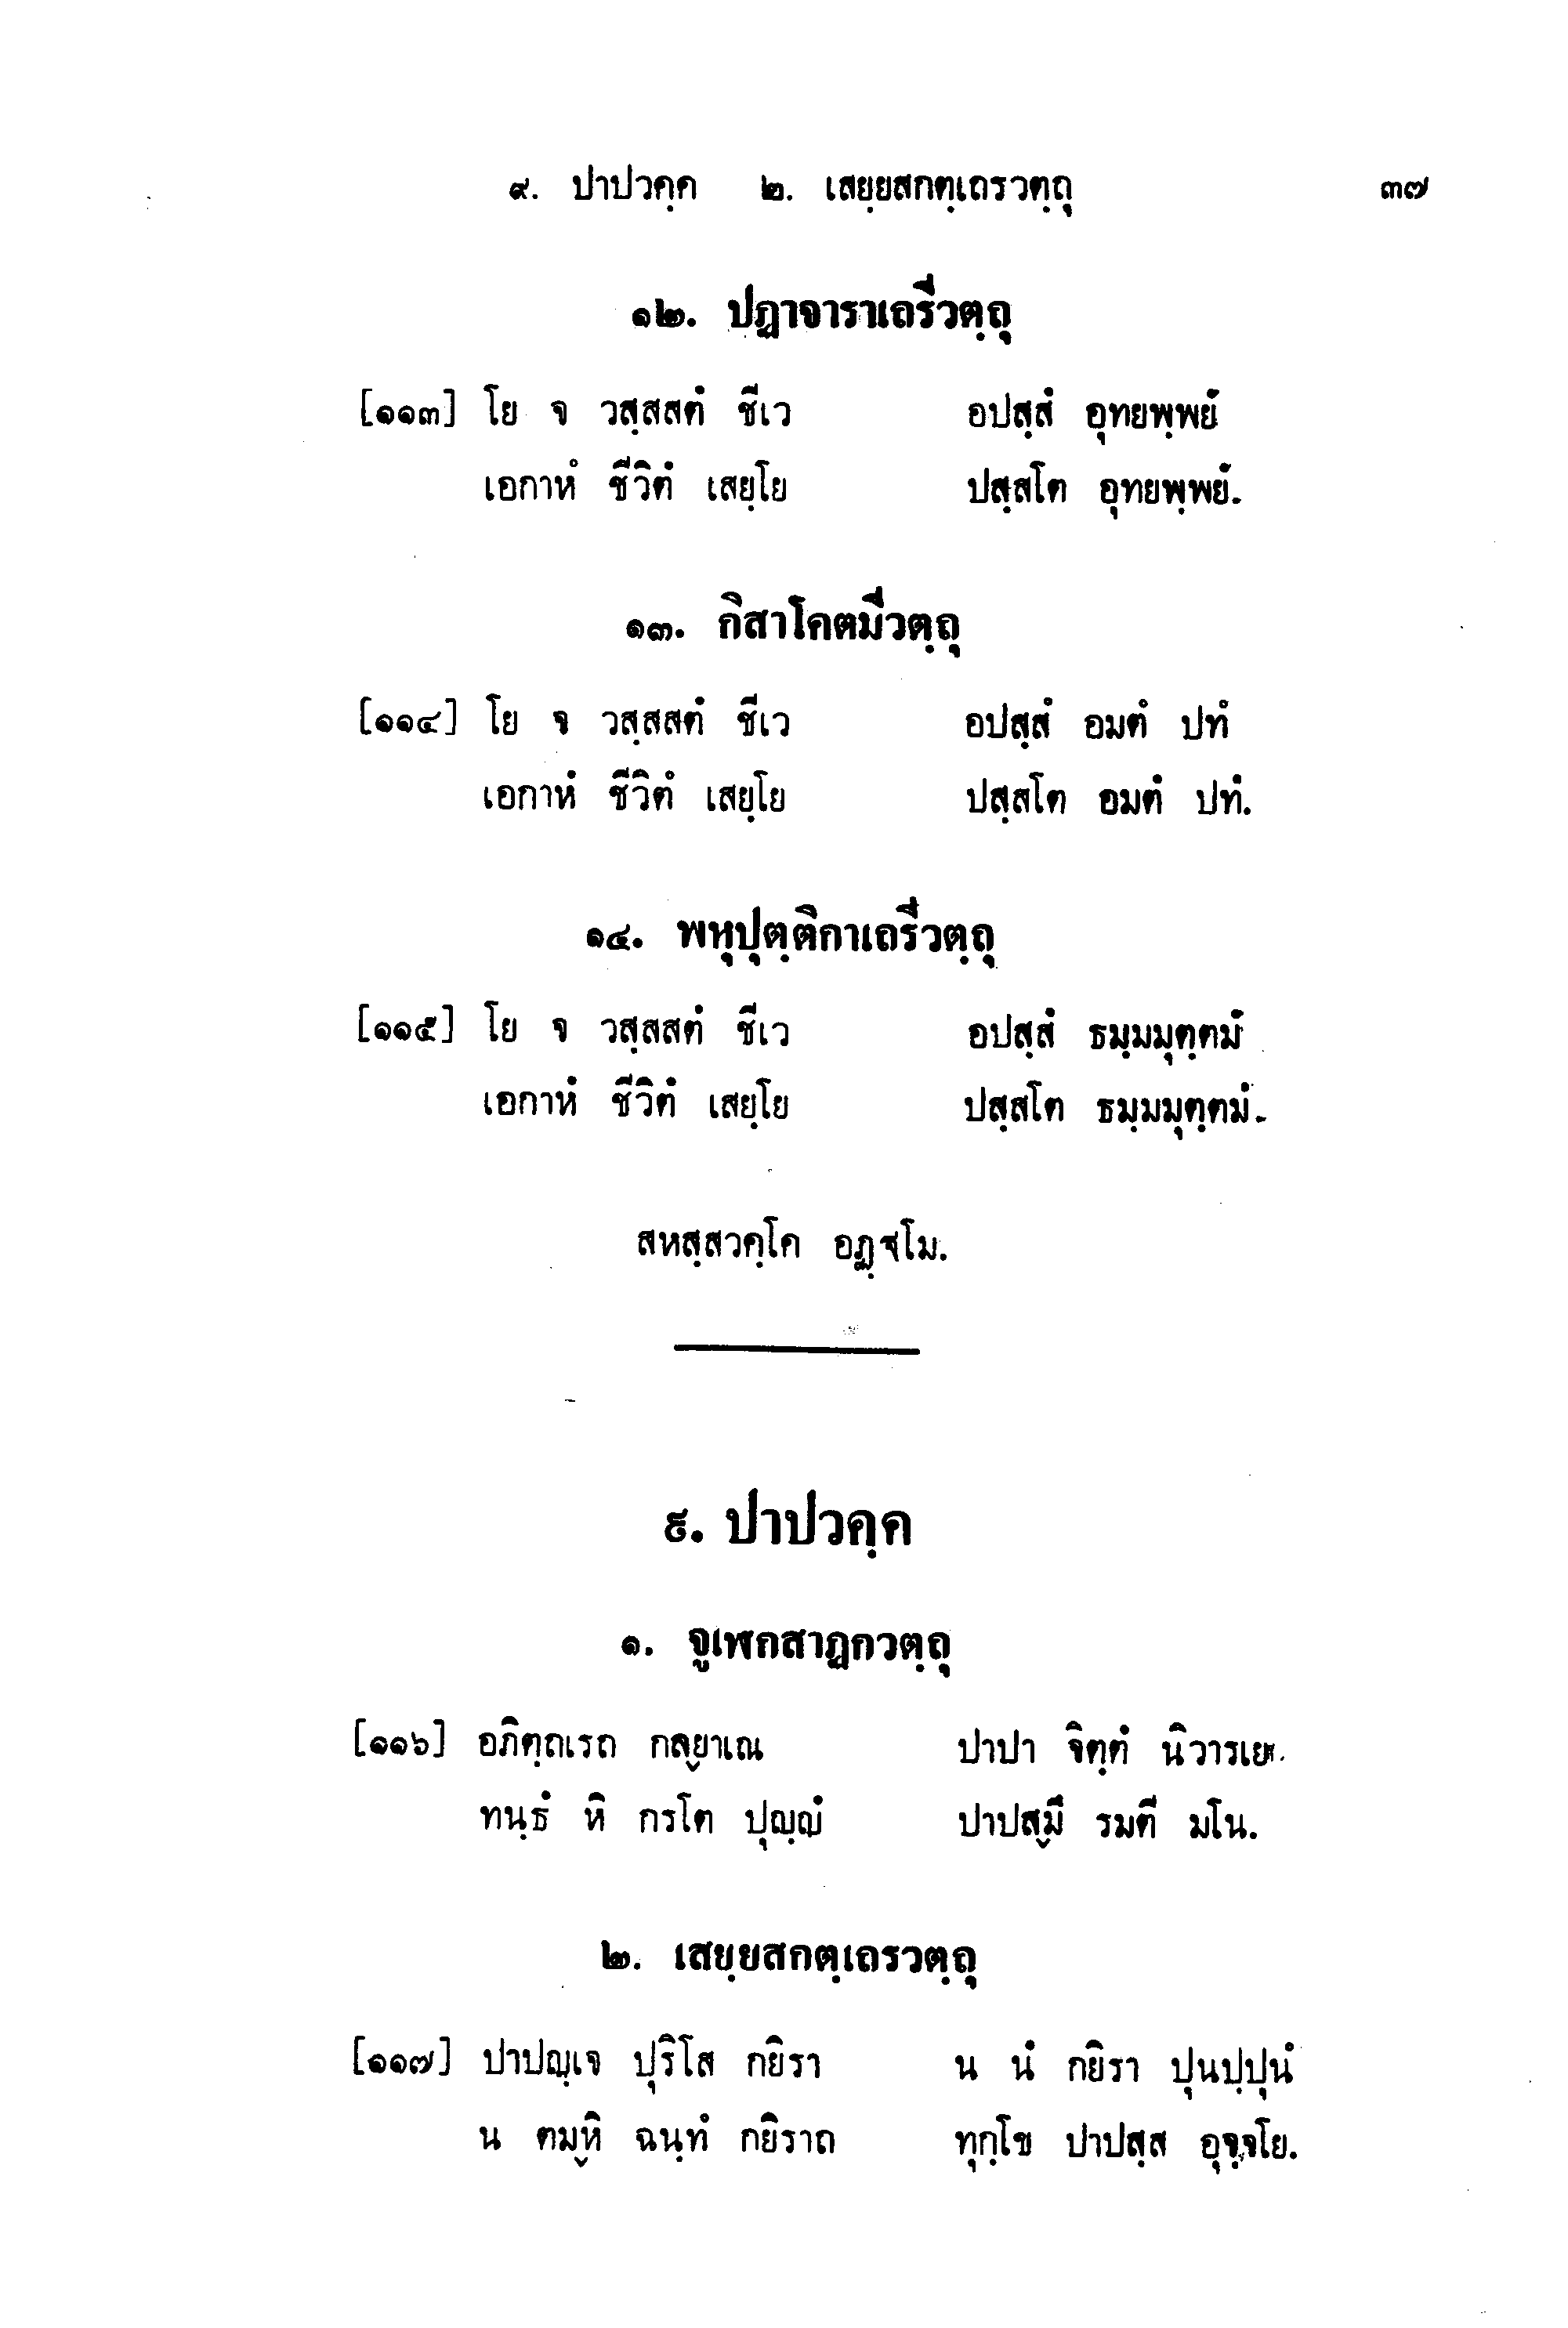 ๙. ปาปวคฺค ๒. เสยฺยสกตฺเถรวตฺถุ ๓๗
๑๒. ปฏาจาราเถรีวตฺถุ
[๑๑๓] โย จ วสฺสสตํ ชีเว อปสฺสํ อุทยพฺพยํ
เอกาหํ ชีวิตํ เสยฺโย ปสฺสโต อุทยพฺพยํ.
๑๓. กิสาโคตมีวตฺถุ
[๑๑๔] โย จ วสฺสสตํ ชีเว อปสฺสํ อมตํ ปทํ
เอกาหํ ชีวิตํ เสยฺโย ปสฺสโต อมตํ ปทํ.
๑๔. พหุปุตฺติกาเถรีวตฺถุ
[๑๑๕] โย จ วสฺสสตํ ชีเว อปสฺสํ ธมฺมมุตฺตมํ
เอกาหํ ชีวิตํ เสยฺโย ปสฺสโต ธมฺมมุตฺตมํ.
สหสฺสวคฺโค อฏฺฐโม.
๙. ปาปวคฺค
๑. จูเฬกสาฎกวตฺถุ
[๑๑๖] อภิตฺถเรถ กลฺยาเณ ปาปา จิตฺตํ นิวารเย
ทนฺธํ หิ กรโต ปุญฺญํ ปาปสฺมึ รมตี มโน.
๒. เสยฺยสกตฺเถรวตฺถุ
[๑๑๗] ปาปญฺเจ ปุริโส กยิรา น นํ กยิรา ปุนปฺปุนํ
น ตมฺหิ ฉนฺทํ กยิราถ ทุกฺโข ปาปสฺส อุจฺจโย.